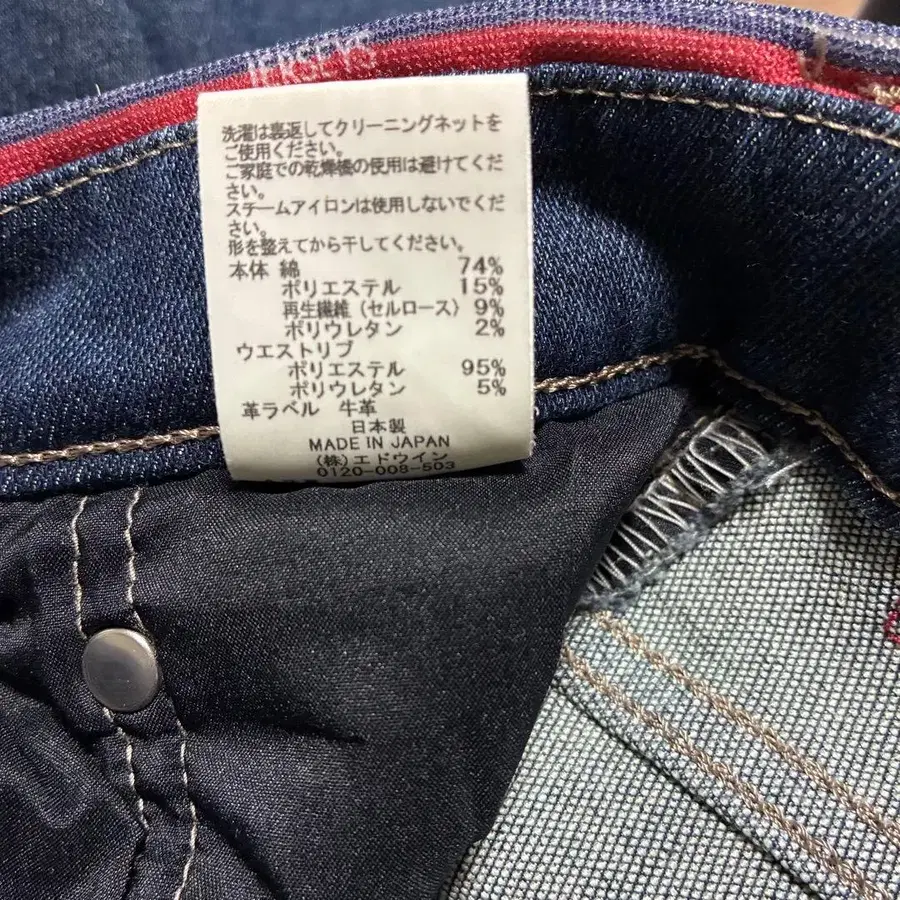 JERSEYS
洗濯は裏返してクリーニングネットを
ご使用ください。
ご家庭での乾燥機の使用は避けてくだ
さい。
スチームアイロンは使用しないでくだ
さい。
形を整えてから干してください。
本体 綿 74%
ポリエステル 15%
再生繊維（セルロース） 9%
ポリウレタン 2%
ウエストリブ
ポリエステル 95%
ポリウレタン 5%
革ラベル 牛革
日本製
MADE IN JAPAN
(株)エドウイン
0120-008-503